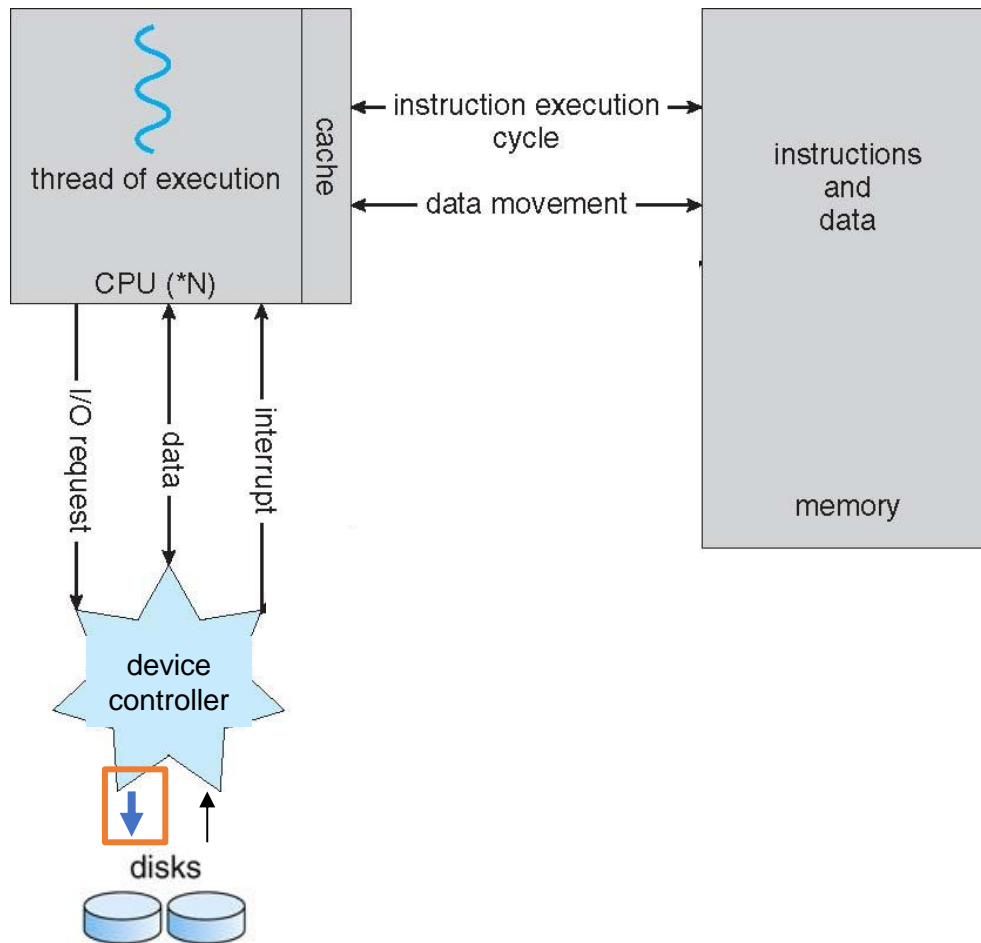 thread of execution
cache
CPU (*N)
instruction execution
cycle
data movement
instructions
and
data
memory
I/O request
data
interrupt
device
controller
disks